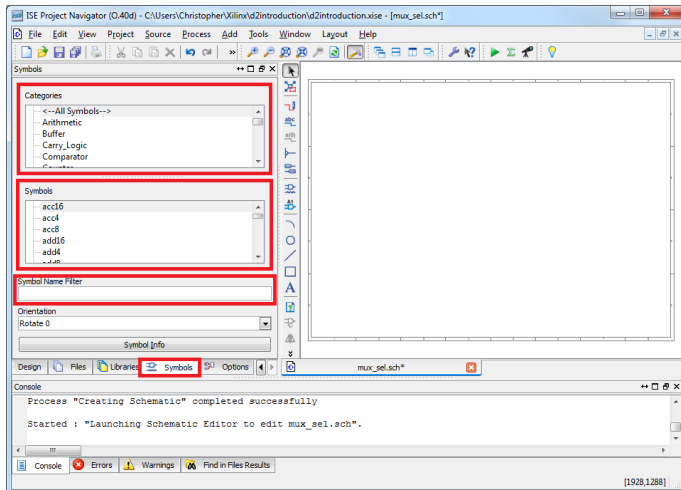 ISE Project Navigator (O.40d) - C:\Users\Christopher\Xilinx\d2introduction\d2introduction.xise - [mux_sel.sch*]
File Edit View Project Source Process Add Tools Window Layout Help
Symbols
Categories
<--All Symbols-->
Arithmetic
Buffer
Carry_Logic
Comparator
Counter
Symbols
acc16
acc4
acc8
add16
add4
add8
Symbol Name Filter
Orientation
Rotate 0
Symbol Info
Design Files Libraries Symbols Options mux_sel.sch*
Console
Process "Creating Schematic" completed successfully
Started : "Launching Schematic Editor to edit mux_sel.sch".
Console Errors Warnings Find in Files Results
[1928,1288]